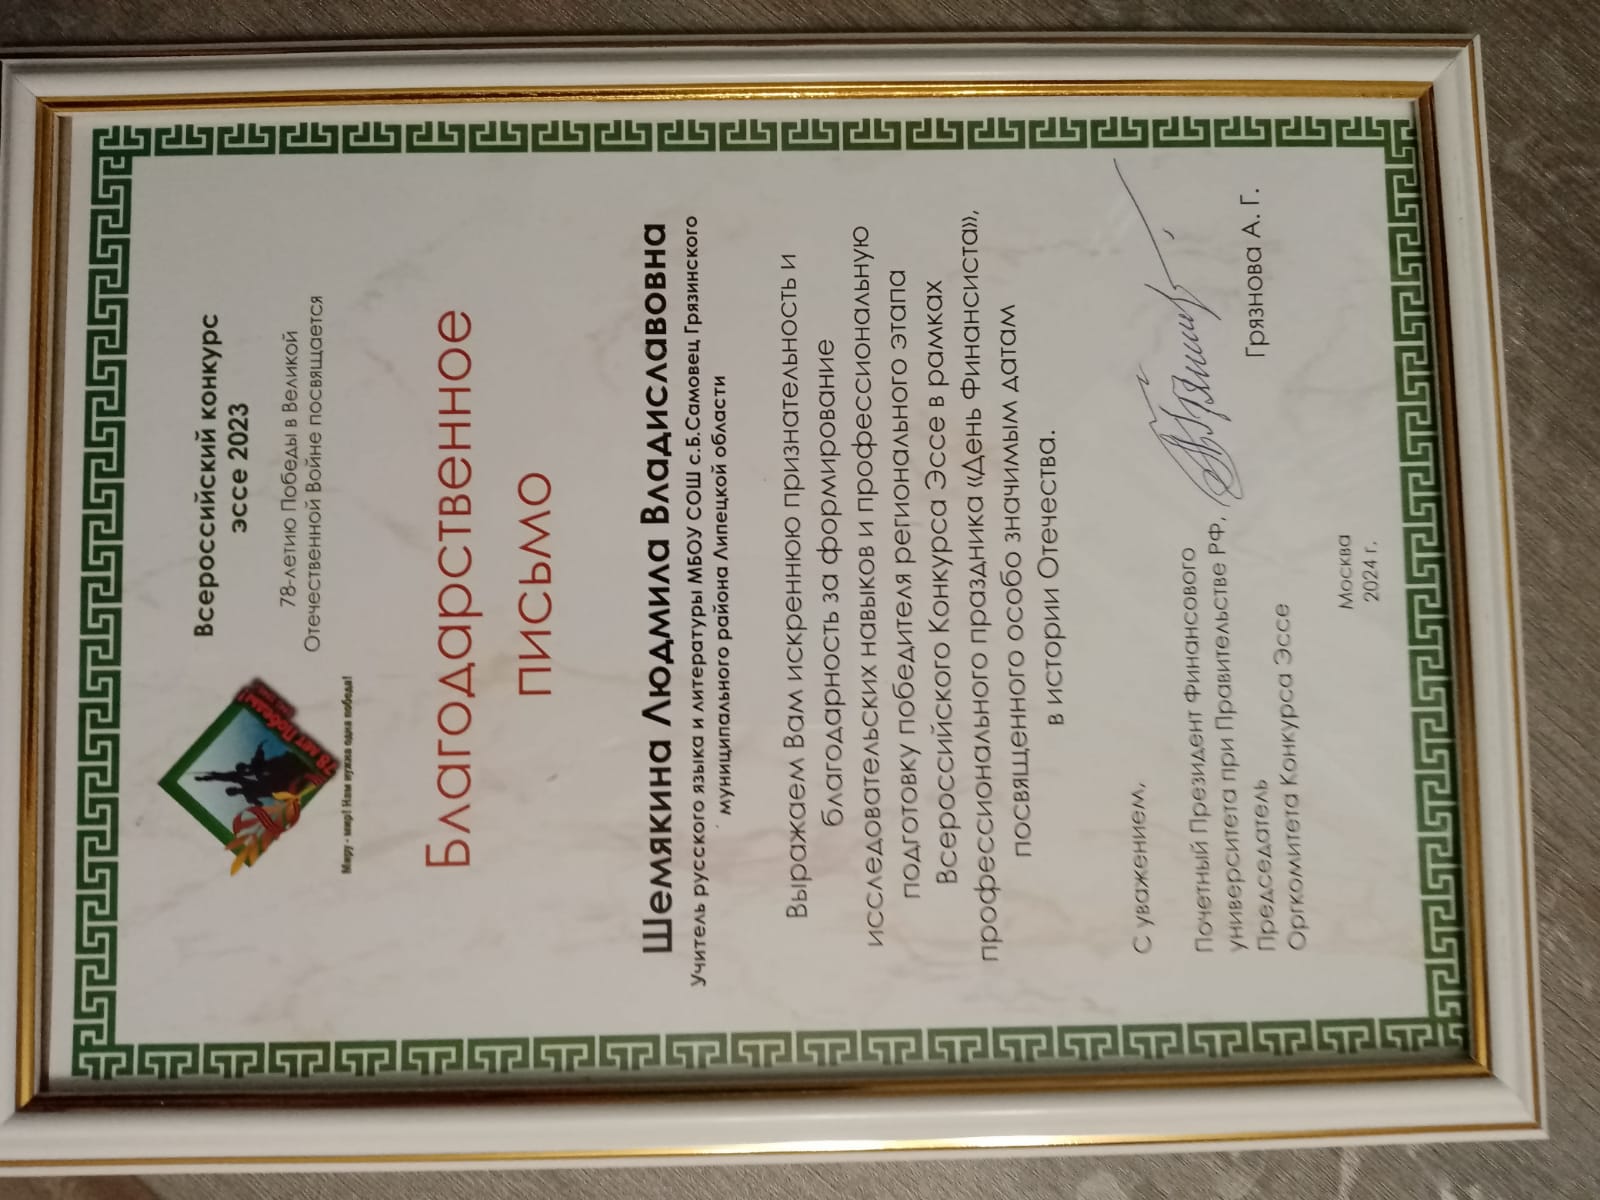 Всероссийский конкурс
эссе 2023
78-летию Победы в Великой
Отечественной Войне посвящается
78 лет Победы!
Миру - мир! Нам нужна одна победа!
Благодарственное
письмо
Шемякина Людмила Владиславовна
Учитель русского языка и литературы МБОУ СОШ с.Б.Самовец Грязинского
муниципального района Липецкой области
Выражаем Вам искреннюю признательность и
благодарность за формирование
исследовательских навыков и профессиональную
подготовку победителя регионального этапа
Всероссийского Конкурса Эссе в рамках
профессионального праздника «День Финансиста»,
посвященного особо значимым датам
в истории Отечества.
С уважением,
Почетный Президент Финансового
университета при Правительстве РФ,
Председатель
Оргкомитета Конкурса Эссе
Грязнова А. Г.
Москва
2024 г.